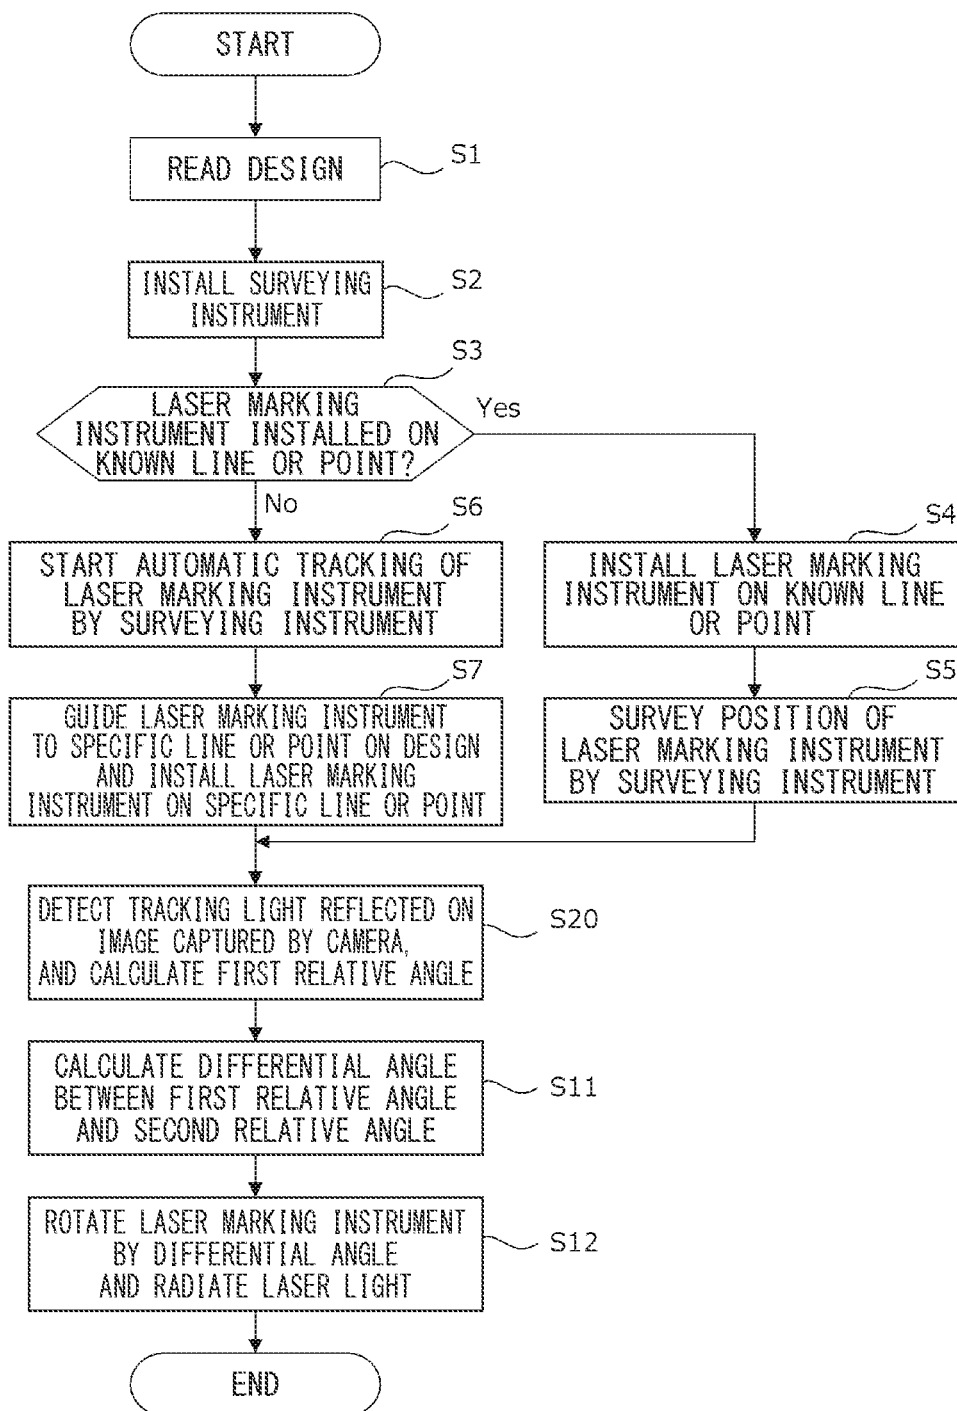 START
READ DESIGN
S1
INSTALL SURVEYING
INSTRUMENT
S2
S3
LASER MARKING
INSTRUMENT INSTALLED ON
KNOWN LINE OR POINT?
Yes
No
S6
START AUTOMATIC TRACKING OF
LASER MARKING INSTRUMENT
BY SURVEYING INSTRUMENT
S4
INSTALL LASER MARKING
INSTRUMENT ON KNOWN LINE
OR POINT
S7
GUIDE LASER MARKING INSTRUMENT
TO SPECIFIC LINE OR POINT ON DESIGN
AND INSTALL LASER MARKING
INSTRUMENT ON SPECIFIC LINE OR POINT
S5
SURVEY POSITION OF
LASER MARKING INSTRUMENT
BY SURVEYING INSTRUMENT
DETECT TRACKING LIGHT REFLECTED ON
IMAGE CAPTURED BY CAMERA,
AND CALCULATE FIRST RELATIVE ANGLE
S20
CALCULATE DIFFERENTIAL ANGLE
BETWEEN FIRST RELATIVE ANGLE
AND SECOND RELATIVE ANGLE
S11
ROTATE LASER MARKING INSTRUMENT
BY DIFFERENTIAL ANGLE
AND RADIATE LASER LIGHT
S12
END